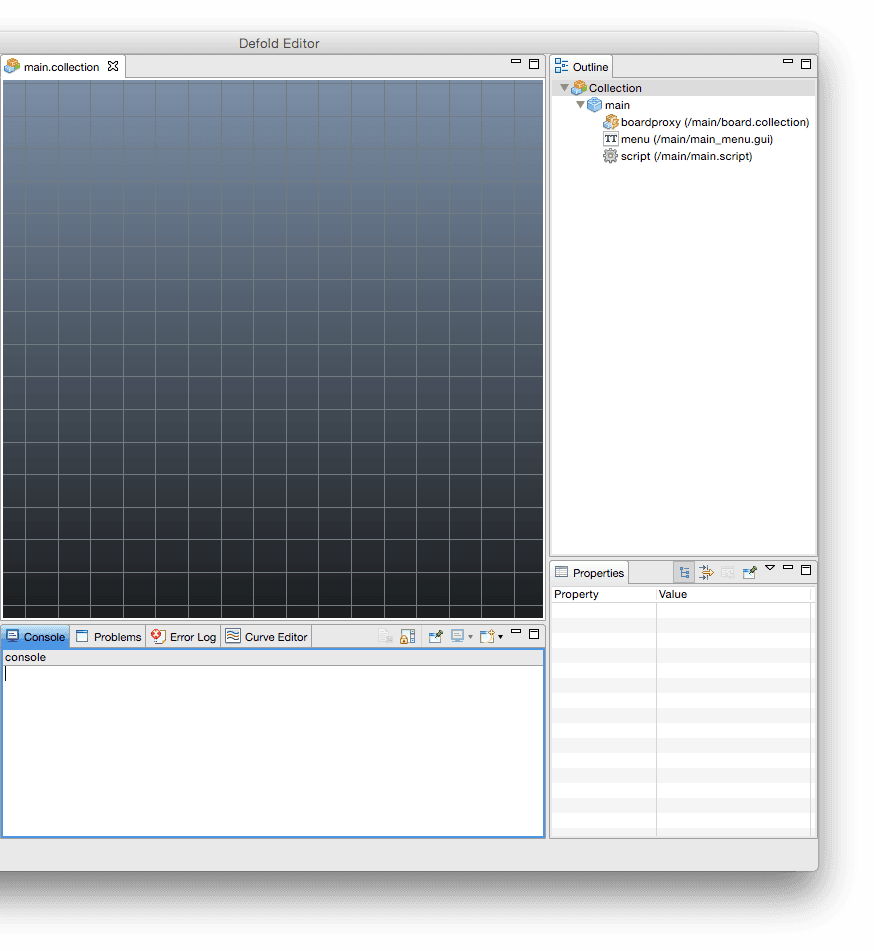 Defold Editor
main.collection
Outline
Collection
main
boardproxy (/main/board.collection)
TT menu (/main/main_menu.gui)
script (/main/main.script)
Properties
Property Value
Console Problems Error Log Curve Editor
console